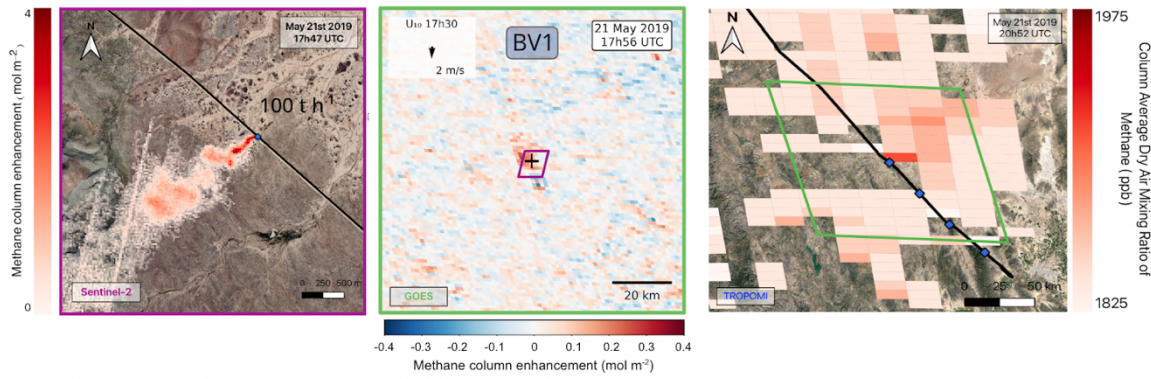 4
Methane column enhancement (mol m⁻²)
0
N
May 21st 2019
17h47 UTC
100 t h⁻¹
0 250 500 m
Sentinel-2
U₁₀ 17h30
2 m/s
BV1
21 May 2019
17h56 UTC
GOES
20 km
-0.4 -0.3 -0.2 -0.1 0 0.1 0.2 0.3 0.4
Methane column enhancement (mol m⁻²)
N
May 21st 2019
20h52 UTC
TROPOMI
0 25 50 km
1975
Column Average Dry Air Mixing Ratio of
Methane (ppb)
1825